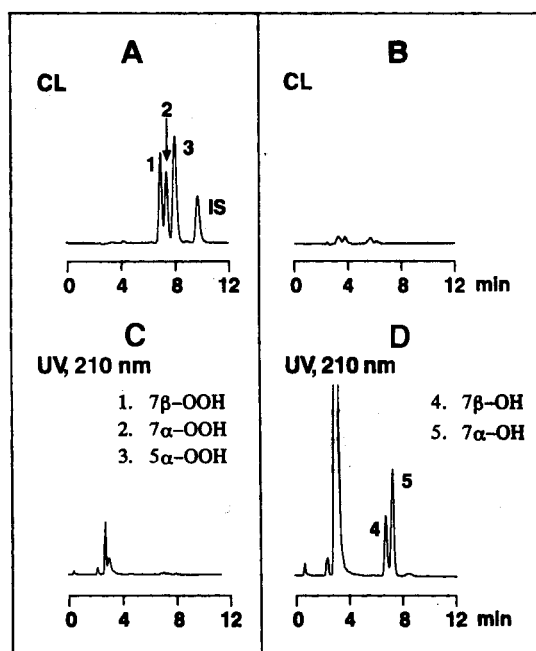 A
CL
2
1
3
IS
0 4 8 12
B
CL
0 4 8 12 min
C
UV, 210 nm
1. 7β-OOH
2. 7α-OOH
3. 5α-OOH
0 4 8 12
D
UV, 210 nm
4. 7β-OH
5. 7α-OH
5
4
0 4 8 12 min